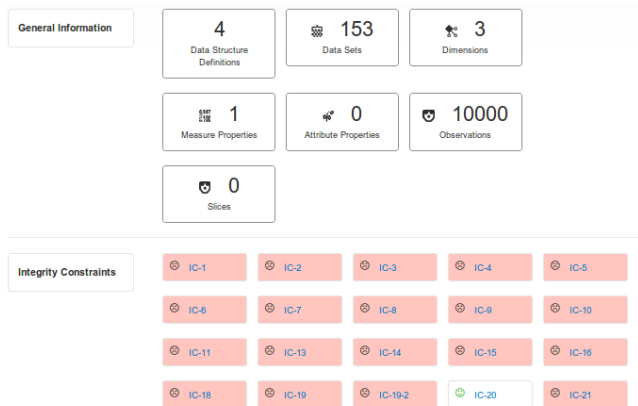 General Information
4
Data Structure
Definitions
153
Data Sets
3
Dimensions
1
Measure Properties
0
Attribute Properties
10000
Observations
0
Slices
Integrity Constraints
IC-1
IC-2
IC-3
IC-4
IC-5
IC-6
IC-7
IC-8
IC-9
IC-10
IC-11
IC-13
IC-14
IC-15
IC-16
IC-18
IC-19
IC-19-2
IC-20
IC-21